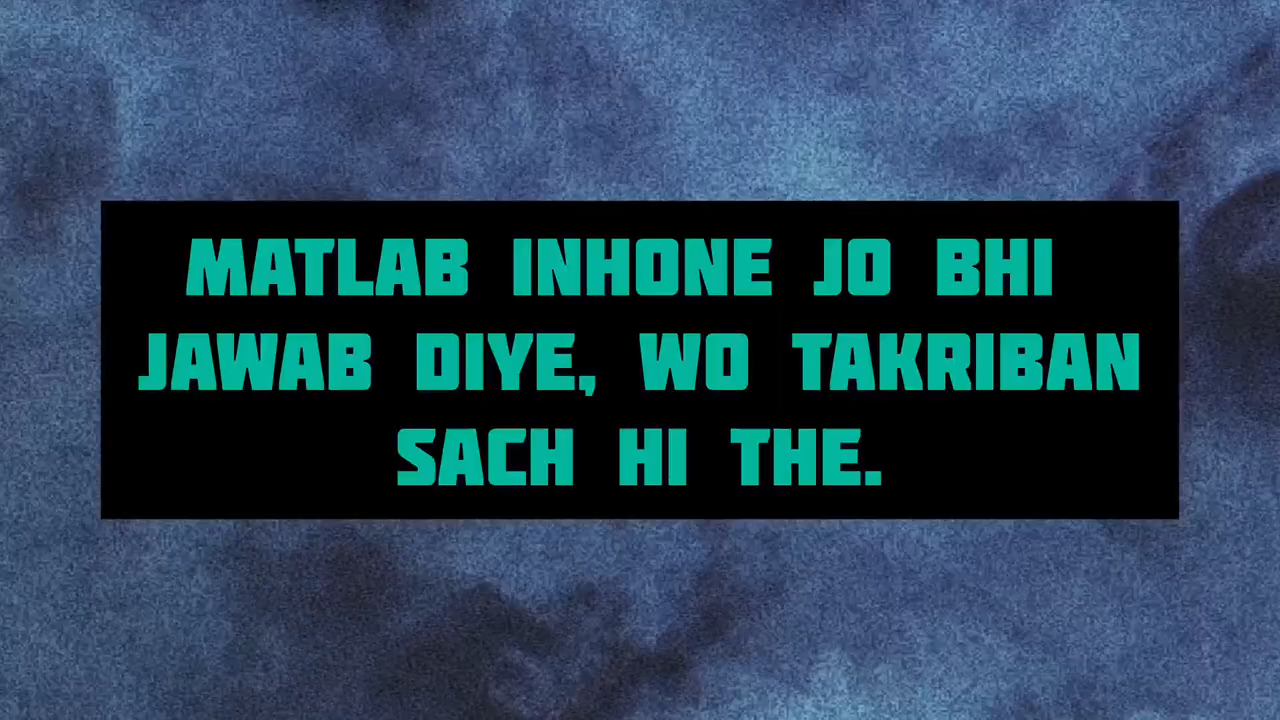 MATLAB INHONE JO BHI
JAWAB DIYE, WO TAKRIBAN
SACH HI THE.